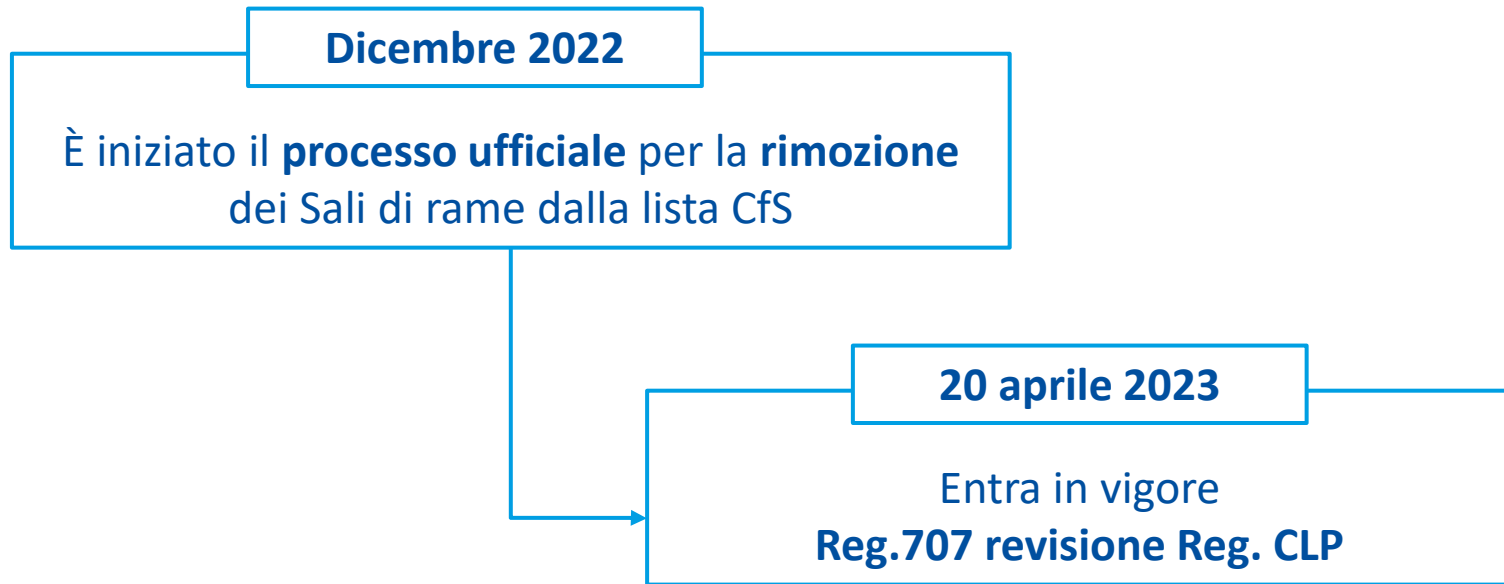 Dicembre 2022
È iniziato il processo ufficiale per la rimozione
dei Sali di rame dalla lista CfS
20 aprile 2023
Entra in vigore
Reg.707 revisione Reg. CLP